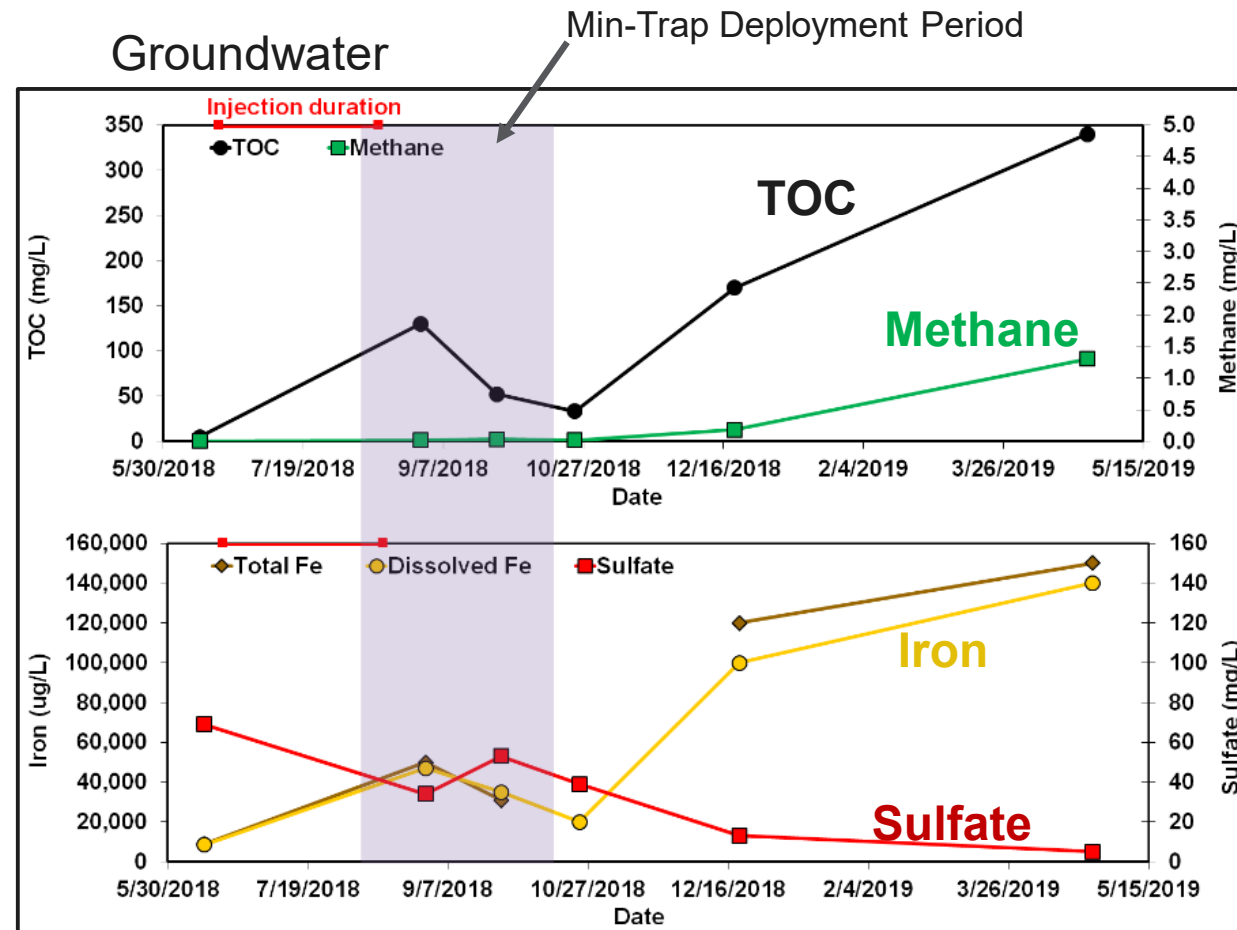 Min-Trap Deployment Period
Groundwater
Injection duration
TOC Methane
TOC (mg/L)
350
300
250
200
150
100
50
0
5.0
4.5
4.0
3.5
3.0
2.5
2.0
1.5
1.0
0.5
0.0
Methane (mg/L)
TOC
Methane
5/30/2018 7/19/2018 9/7/2018 10/27/2018 12/16/2018 2/4/2019 3/26/2019 5/15/2019
Date
Total Fe Dissolved Fe Sulfate
Iron (ug/L)
160,000
140,000
120,000
100,000
80,000
60,000
40,000
20,000
0
160
140
120
100
80
60
40
20
0
Sulfate (mg/L)
Iron
Sulfate
5/30/2018 7/19/2018 9/7/2018 10/27/2018 12/16/2018 2/4/2019 3/26/2019 5/15/2019
Date